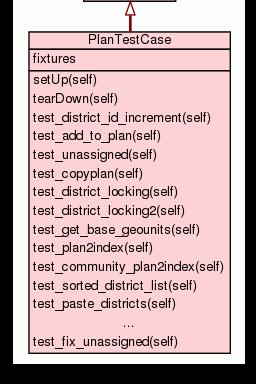 PlanTestCase
fixtures
setUp(self)
tearDown(self)
test_district_id_increment(self)
test_add_to_plan(self)
test_unassigned(self)
test_copyplan(self)
test_district_locking(self)
test_district_locking2(self)
test_get_base_geounits(self)
test_plan2index(self)
test_community_plan2index(self)
test_sorted_district_list(self)
test_paste_districts(self)
...
test_fix_unassigned(self)